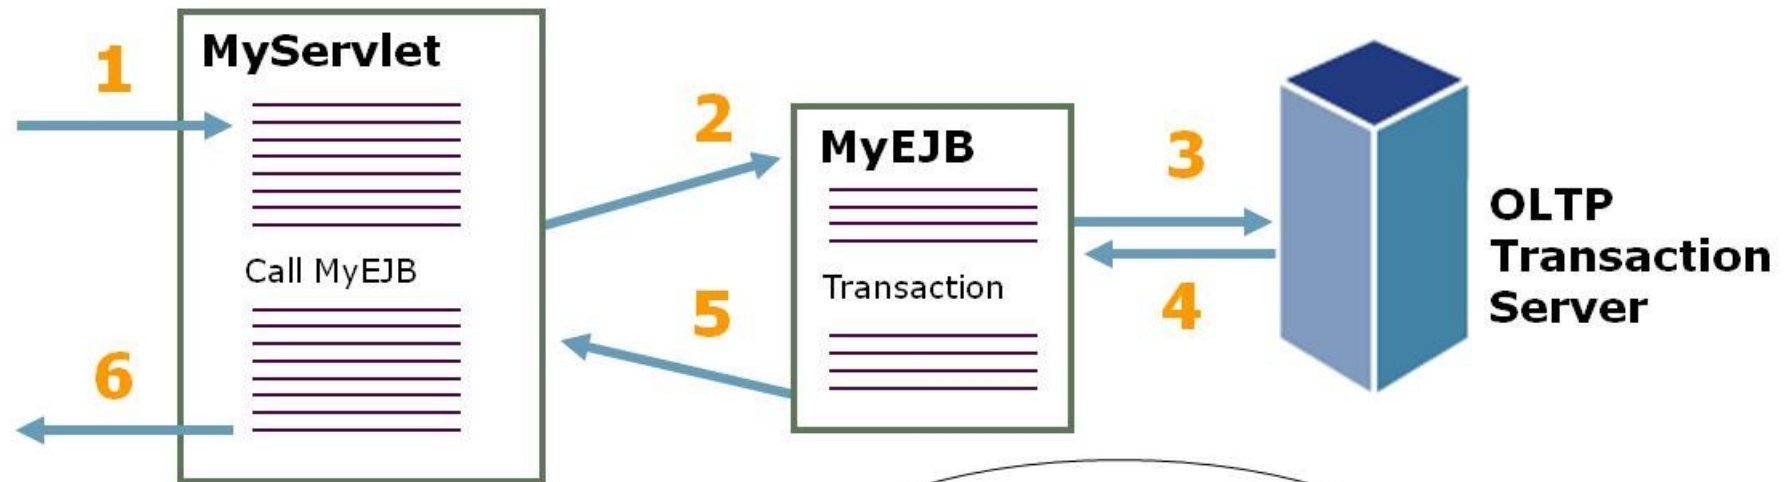 MyServlet
1
2
MyEJB
3
OLTP
Transaction
Server
Call MyEJB
Transaction
5
4
6